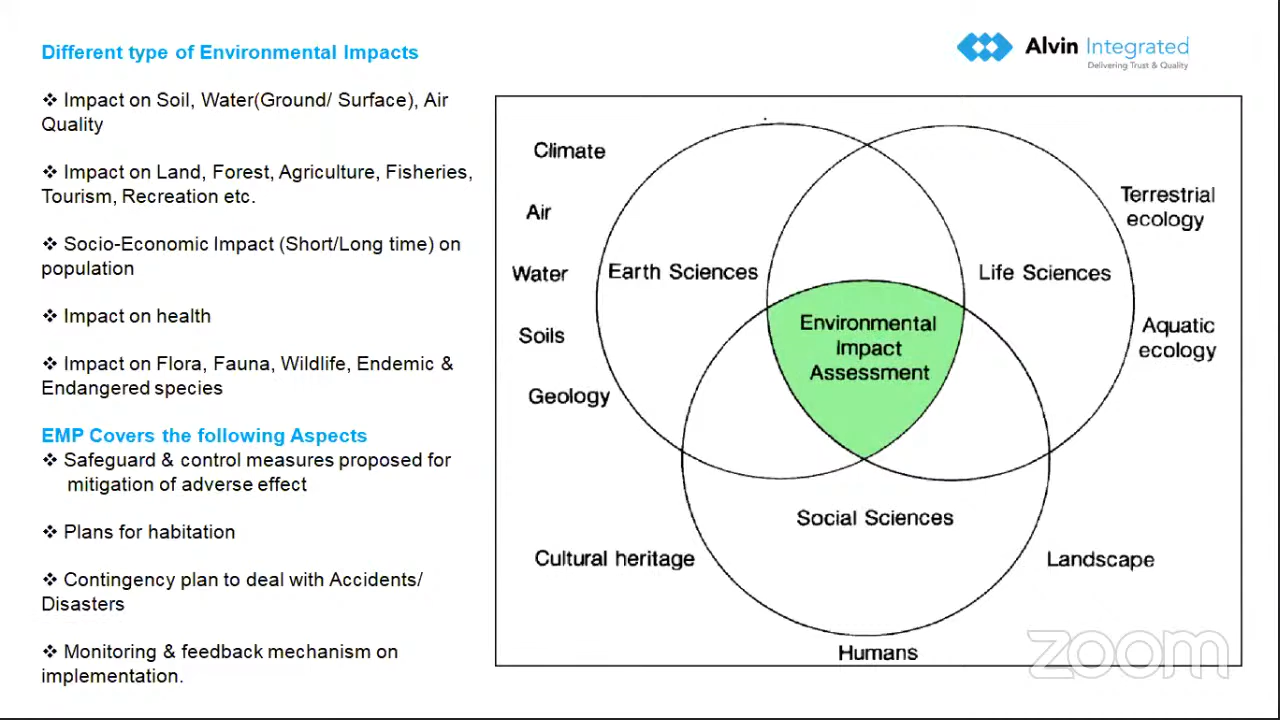 Different type of Environmental Impacts
❖ Impact on Soil, Water(Ground/ Surface), Air
Quality
❖ Impact on Land, Forest, Agriculture, Fisheries,
Tourism, Recreation etc.
❖ Socio-Economic Impact (Short/Long time) on
population
❖ Impact on health
❖ Impact on Flora, Fauna, Wildlife, Endemic &
Endangered species
EMP Covers the following Aspects
❖ Safeguard & control measures proposed for
mitigation of adverse effect
❖ Plans for habitation
❖ Contingency plan to deal with Accidents/
Disasters
❖ Monitoring & feedback mechanism on
implementation.
Alvin Integrated
Delivering Trust & Quality
Climate
Air
Water
Soils
Geology
Earth Sciences
Life Sciences
Terrestrial
ecology
Aquatic
ecology
Environmental
Impact
Assessment
Social Sciences
Cultural heritage
Landscape
Humans
zoom